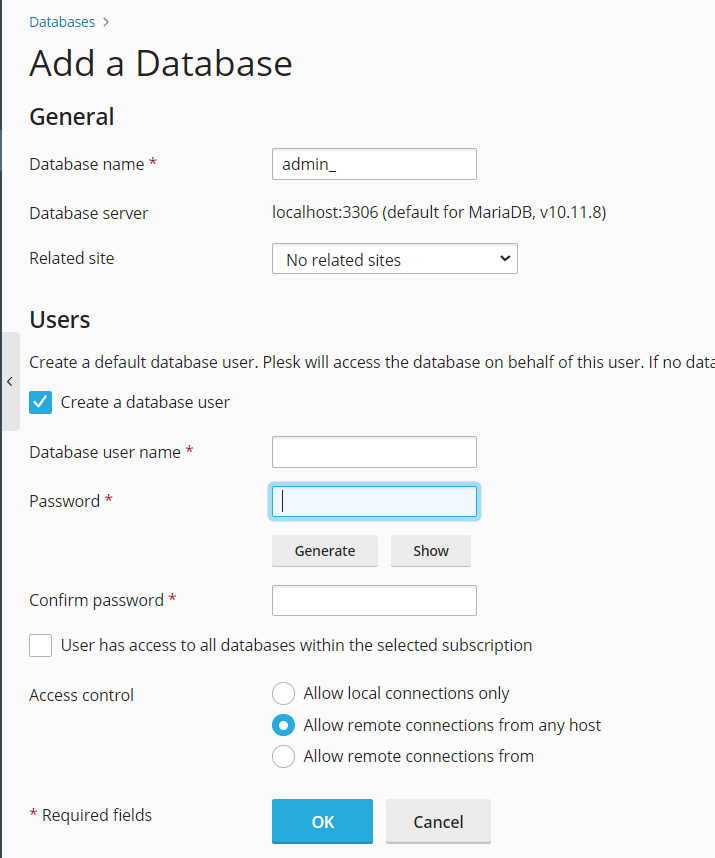 Databases >
Add a Database
General
Database name *
admin_
Database server
localhost:3306 (default for MariaDB, v10.11.8)
Related site
No related sites
Users
Create a default database user. Plesk will access the database on behalf of this user. If no data
Create a database user
Database user name *
Password *
Generate
Show
Confirm password *
User has access to all databases within the selected subscription
Access control
Allow local connections only
Allow remote connections from any host
Allow remote connections from
* Required fields
OK
Cancel